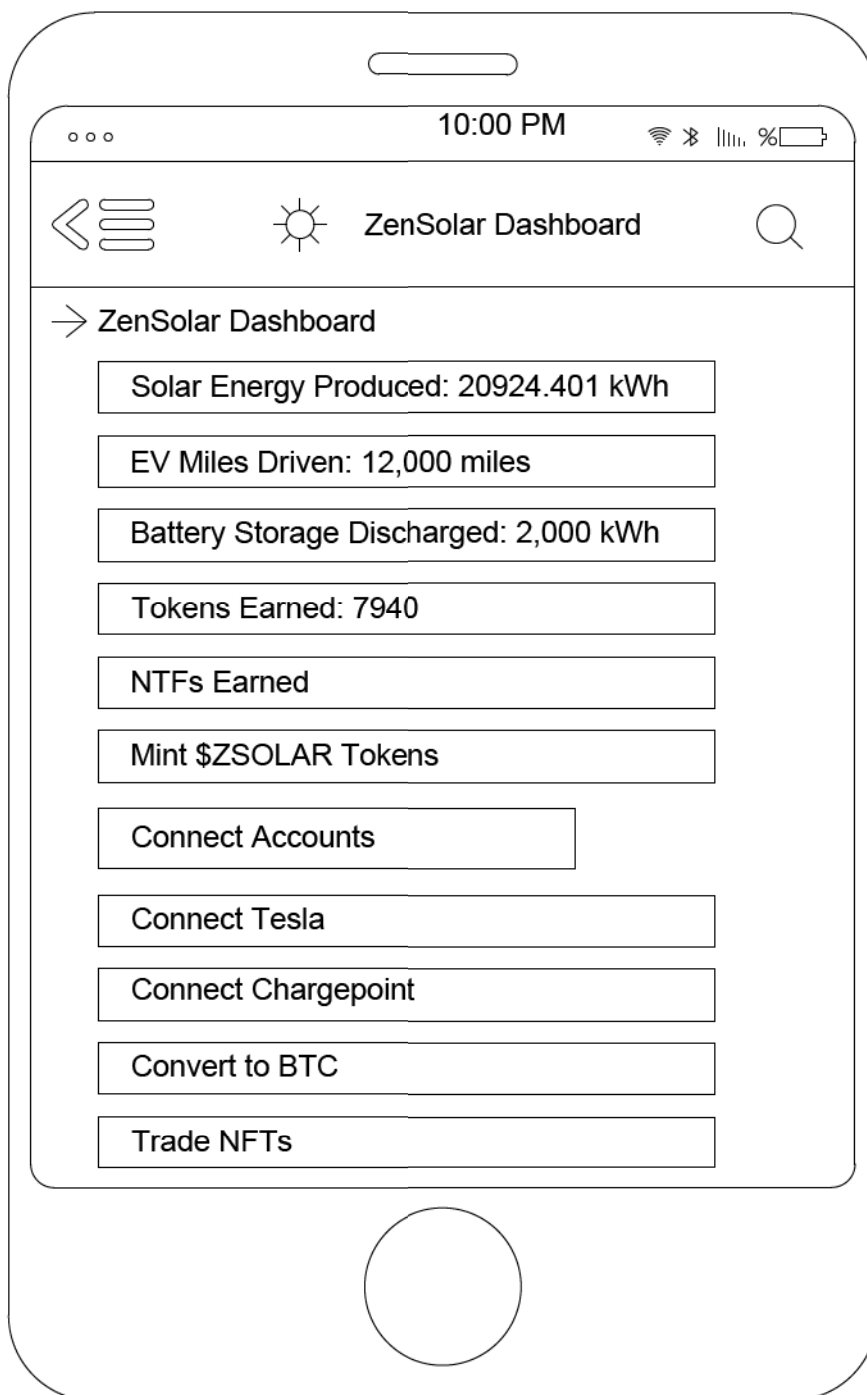 10:00 PM
%
ZenSolar Dashboard
ZenSolar Dashboard
Solar Energy Produced: 20924.401 kWh
EV Miles Driven: 12,000 miles
Battery Storage Discharged: 2,000 kWh
Tokens Earned: 7940
NTFs Earned
Mint $ZSOLAR Tokens
Connect Accounts
Connect Tesla
Connect Chargepoint
Convert to BTC
Trade NFTs